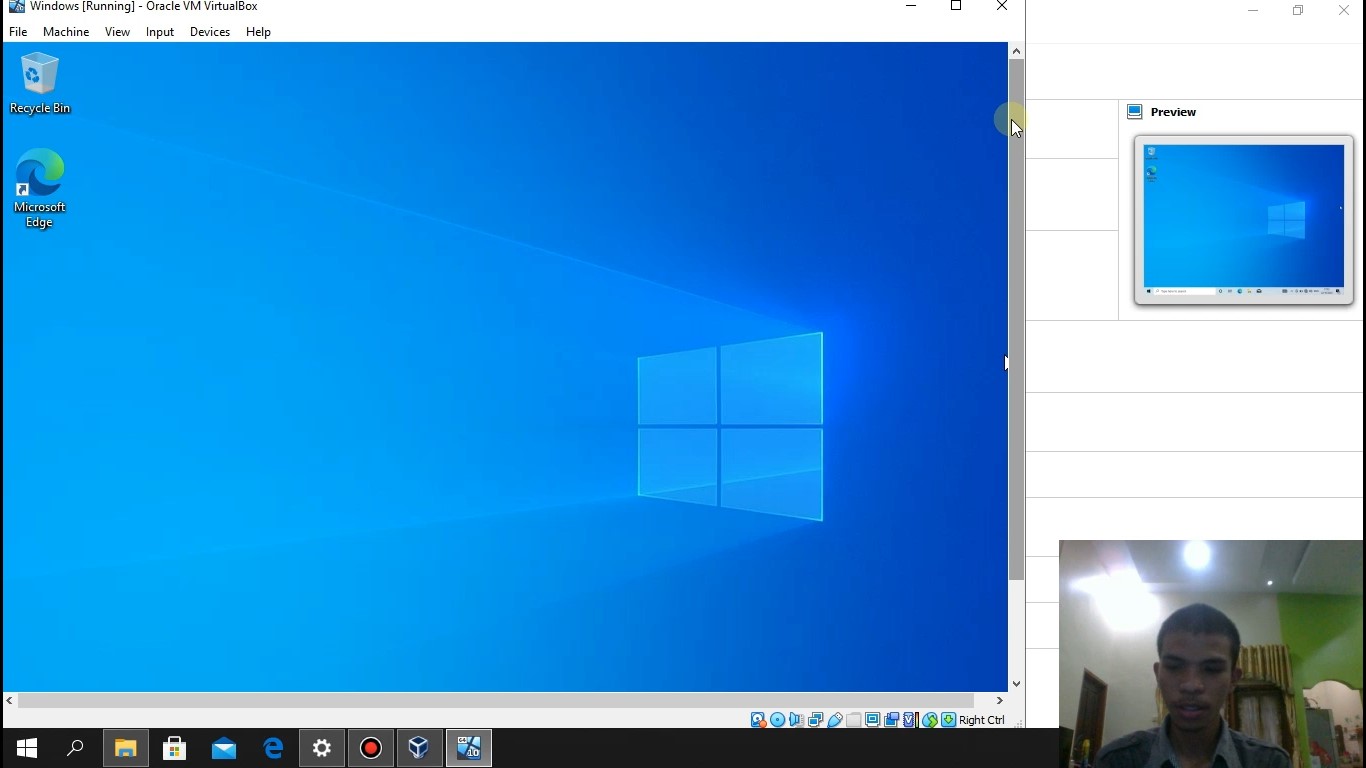 Windows [Running] - Oracle VM VirtualBox
File Machine View Input Devices Help
Recycle Bin
Microsoft
Edge
Preview
Right Ctrl